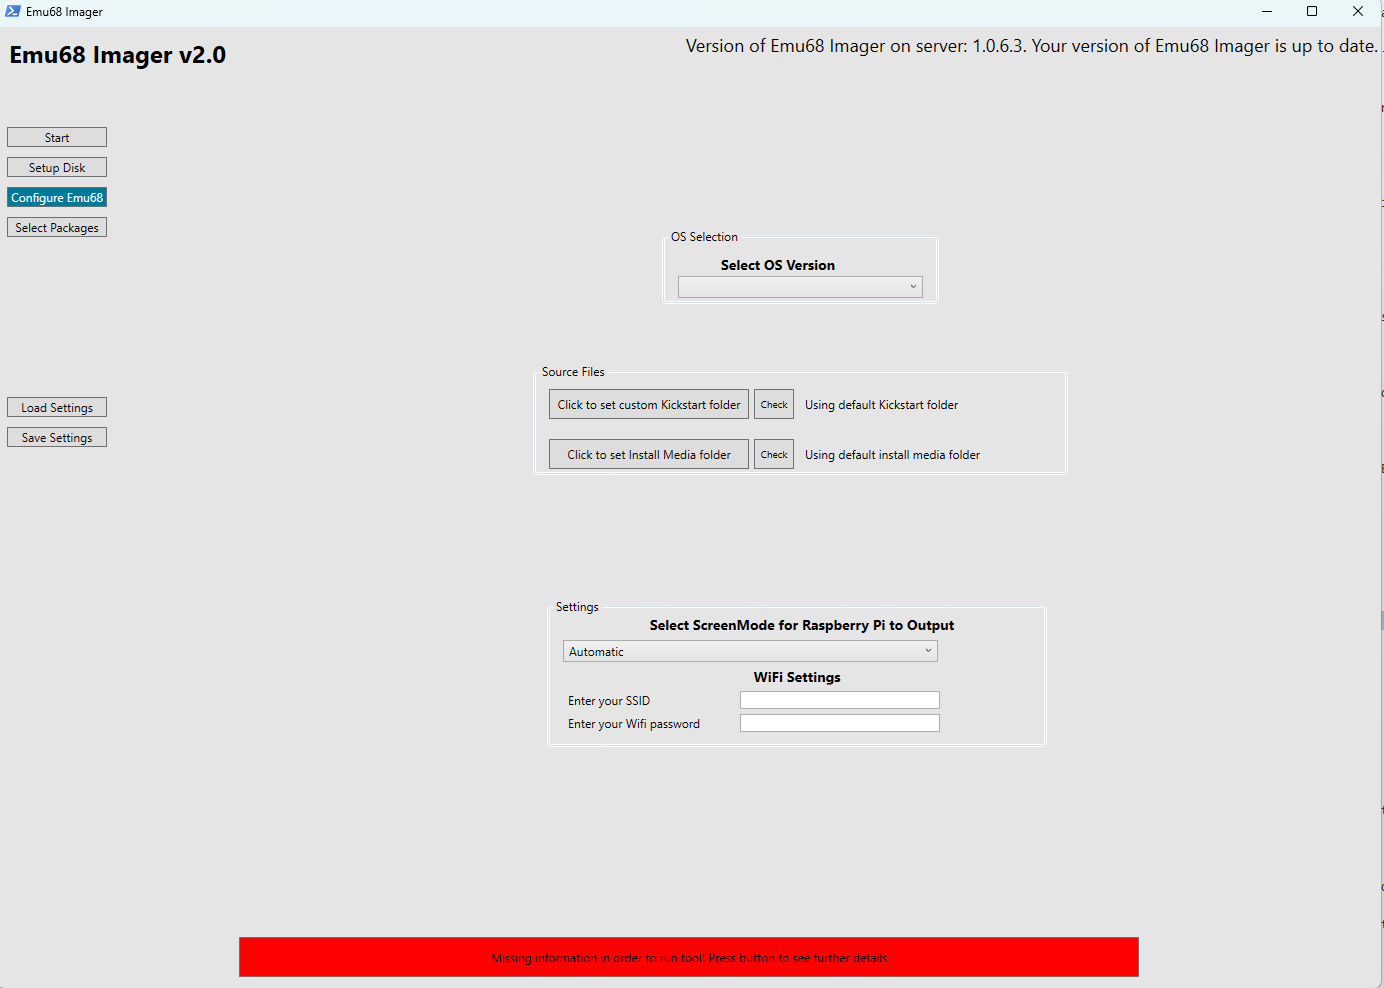 Emu68 Imager
Emu68 Imager v2.0
Version of Emu68 Imager on server: 1.0.6.3. Your version of Emu68 Imager is up to date.
Start
Setup Disk
Configure Emu68
Select Packages
OS Selection
Select OS Version
Source Files
Click to set custom Kickstart folder Check Using default Kickstart folder
Load Settings
Save Settings
Click to set Install Media folder Check Using default install media folder
Settings
Select ScreenMode for Raspberry Pi to Output
Automatic
WiFi Settings
Enter your SSID
Enter your Wifi password
Missing information in order to run tool! Press button to see further details